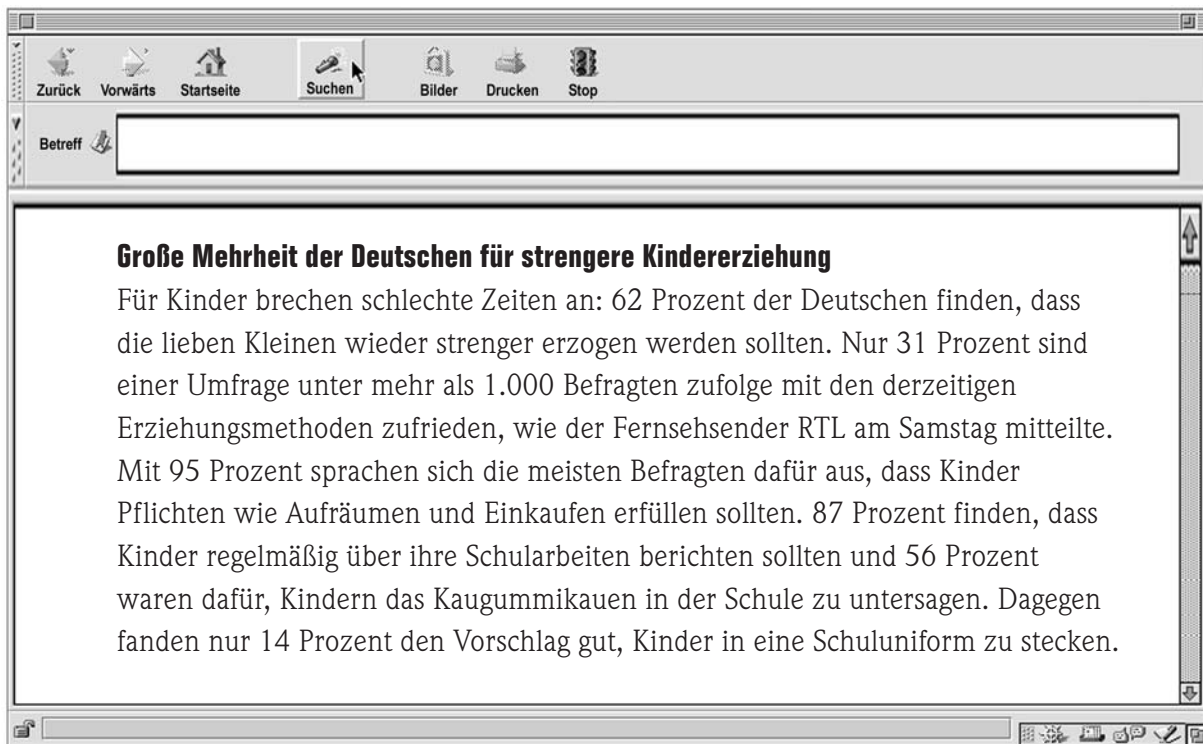 Zurück Vorwärts Startseite Suchen Bilder Drucken Stop
Betreff
Große Mehrheit der Deutschen für strengere Kindererziehung
Für Kinder brechen schlechte Zeiten an: 62 Prozent der Deutschen finden, dass
die lieben Kleinen wieder strenger erzogen werden sollten. Nur 31 Prozent sind
einer Umfrage unter mehr als 1.000 Befragten zufolge mit den derzeitigen
Erziehungsmethoden zufrieden, wie der Fernsehsender RTL am Samstag mitteilte.
Mit 95 Prozent sprachen sich die meisten Befragten dafür aus, dass Kinder
Pflichten wie Aufräumen und Einkaufen erfüllen sollten. 87 Prozent finden, dass
Kinder regelmäßig über ihre Schularbeiten berichten sollten und 56 Prozent
waren dafür, Kindern das Kaugummikauen in der Schule zu untersagen. Dagegen
fanden nur 14 Prozent den Vorschlag gut, Kinder in eine Schuluniform zu stecken.